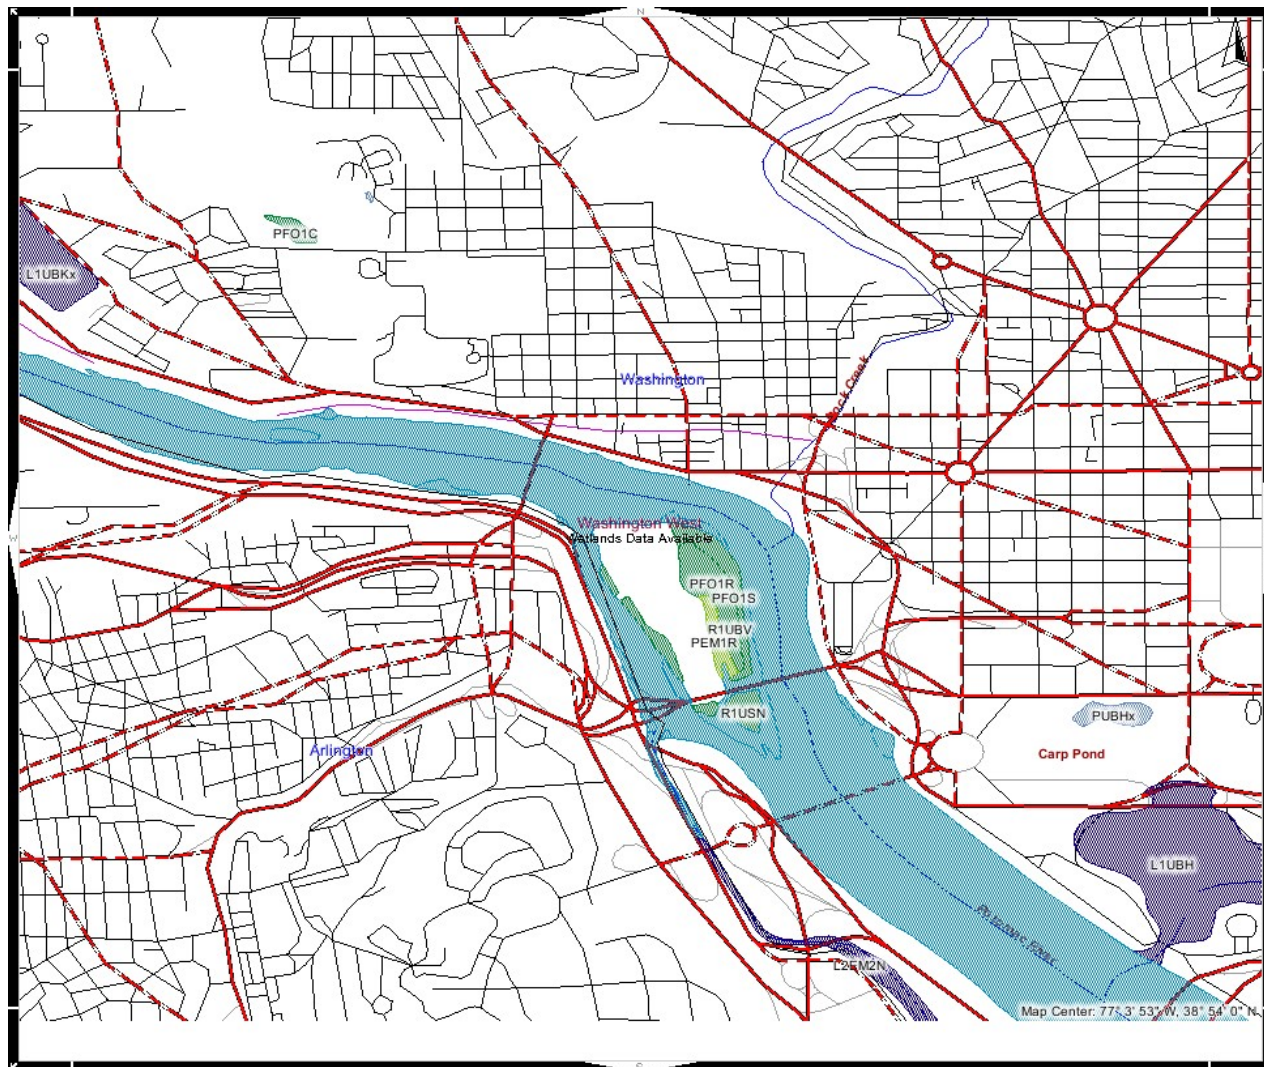 N
PFO1C
L1UBKx
Rock Creek
Washington
Washington West
Wetlands Data Available
W
PFO1R
PFO1S
R1UBV
PEM1R
R1USN
PUBHx
Arlington
Carp Pond
L1UBH
Potomac River
L2EM2N
Map Center: 77° 3' 53" W, 38° 54' 0" N
S